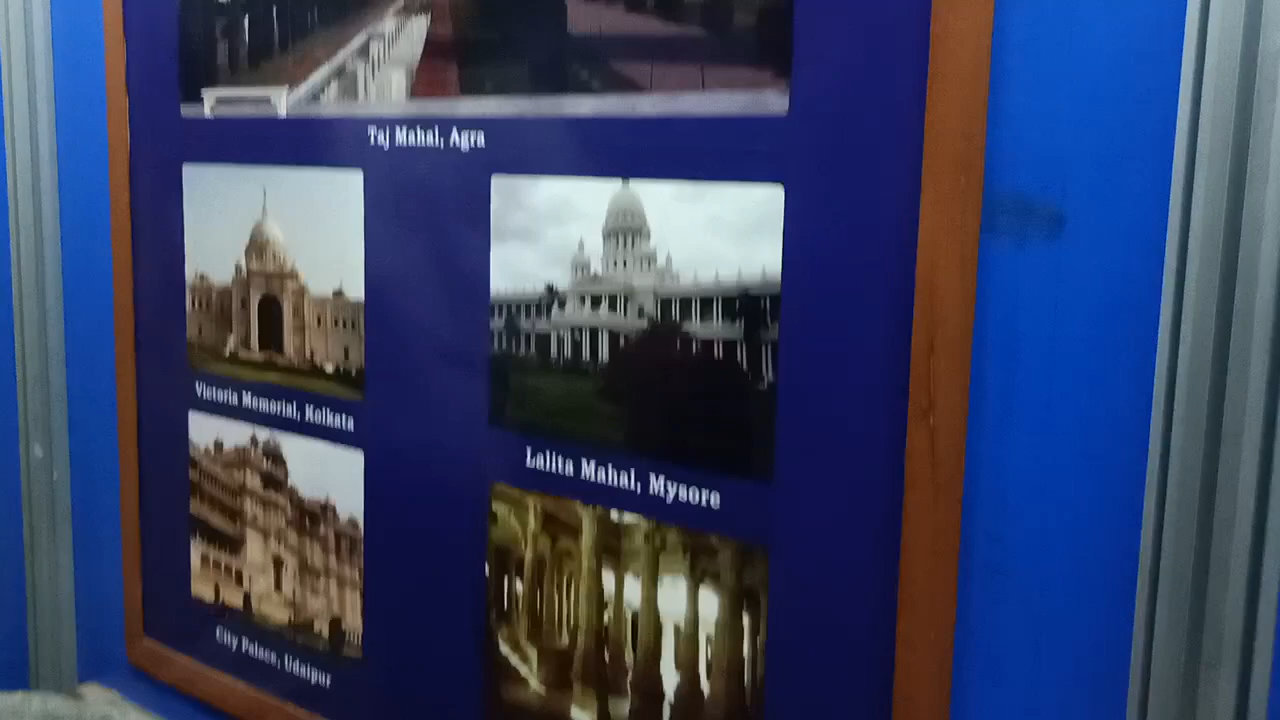 Taj Mahal, Agra
Victoria Memorial, Kolkata
Lalita Mahal, Mysore
City Palace, Udaipur